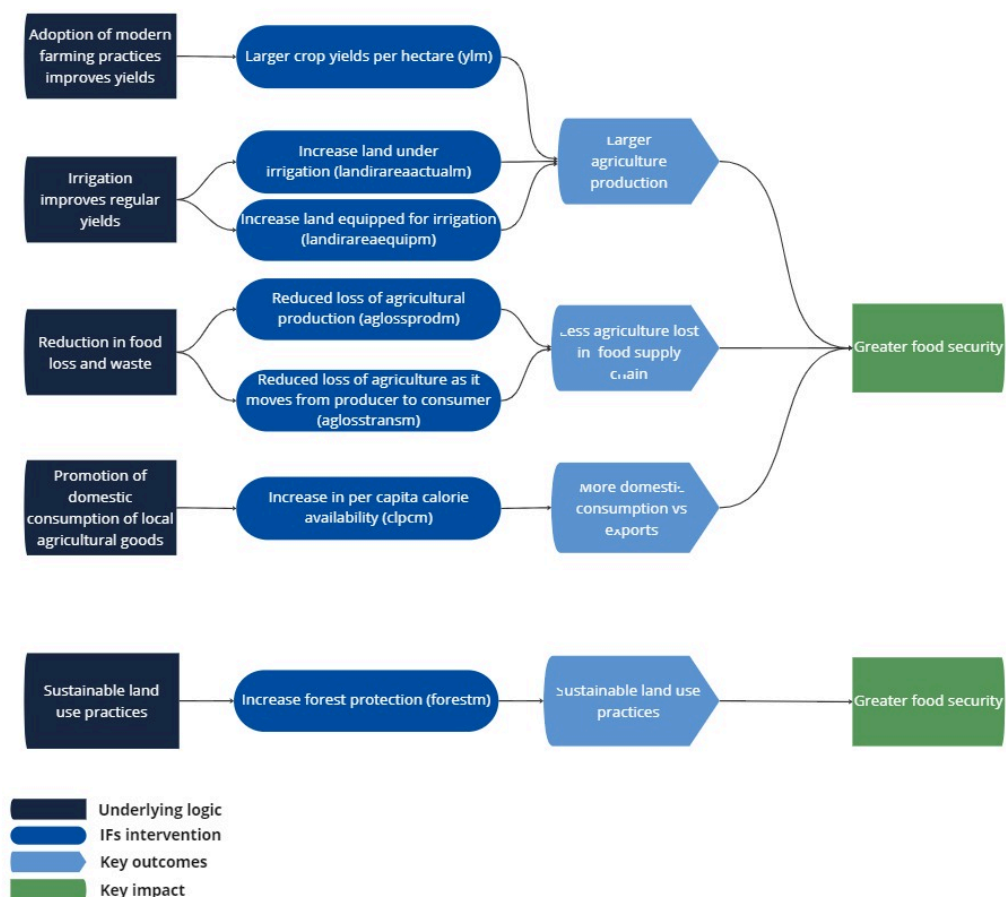 Adoption of modern
farming practices
improves yields
Larger crop yields per hectare (ylm)
Larger
agriculture
production
Irrigation
improves regular
yields
Increase land under
irrigation (landirareaactualm)
Increase land equipped for irrigation
(landirareaequipm)
Reduction in food
loss and waste
Reduced loss of agricultural
production (aglossprodm)
Reduced loss of agriculture as it
moves from producer to consumer
(aglosstransm)
Less agriculture lost
in food supply
chain
Greater food security
Promotion of
domestic
consumption of local
agricultural goods
Increase in per capita calorie
availability (clpcm)
More domestic
consumption vs
exports
Sustainable land
use practices
Increase forest protection (forestm)
Sustainable land use
practices
Greater food security
Underlying logic
IFs intervention
Key outcomes
Key impact